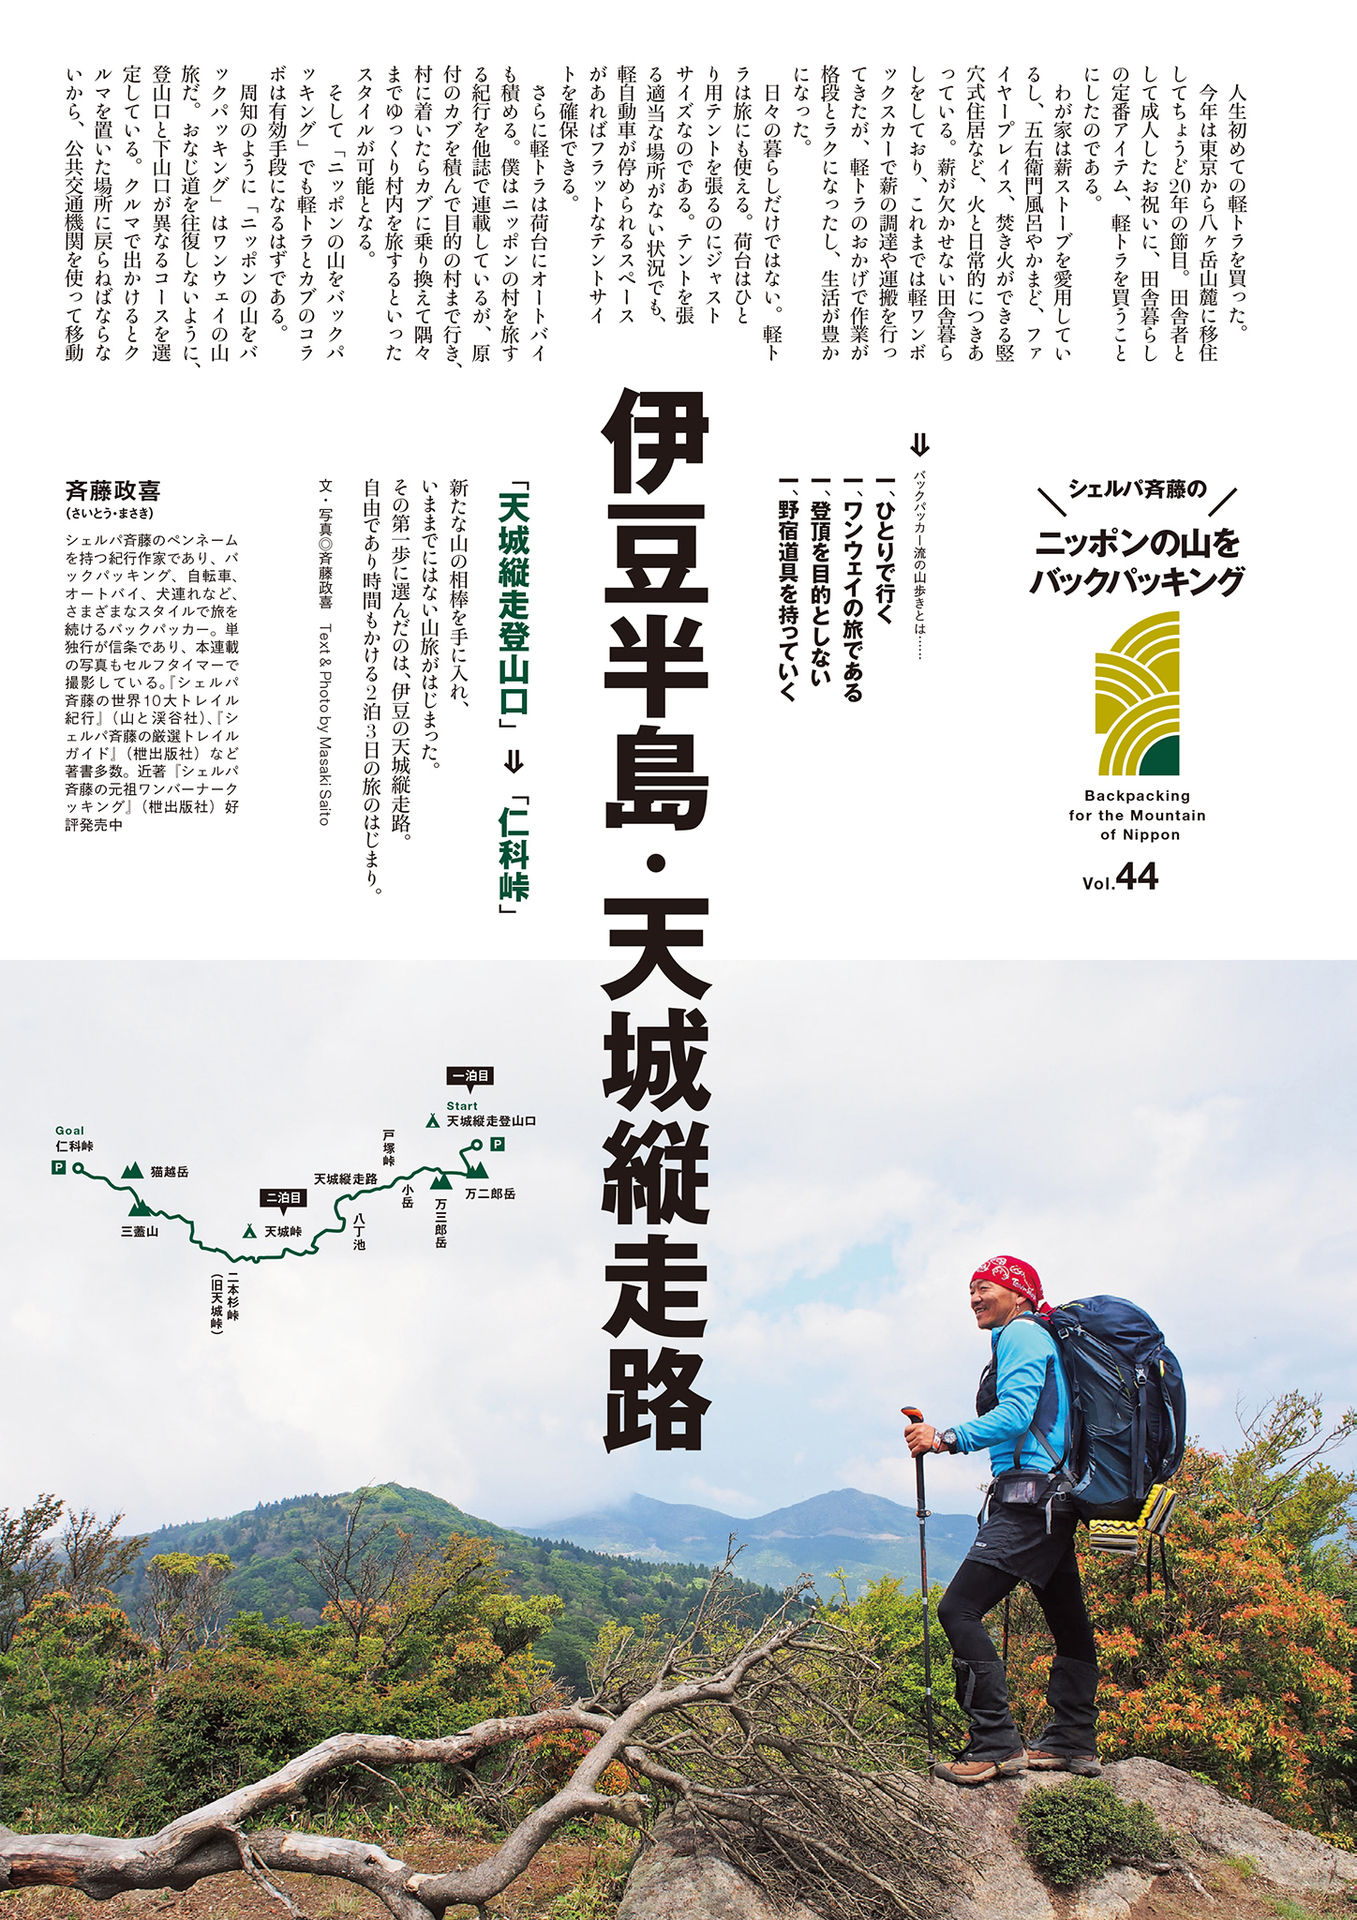 人生初めての軽トラを買った。
今年は東京から八ヶ岳山麓に移住
してちょうど20年の節目。田舎者と
して成人したお祝いに、田舎暮らし
の定番アイテム、軽トラを買うこと
にしたのである。
わが家は薪ストーブを愛用してい
るし、五右衛門風呂やかまど、ファ
イヤープレイス、焚き火ができる竪
穴式住居など、火と日常的につきあ
っている。薪が欠かせない田舎暮ら
しをしており、これまでは軽ワンボ
ックスカーで薪の調達や運搬を行っ
てきたが、軽トラのおかげで作業が
格段とラクになったし、生活が豊か
になった。
日々の暮らしだけではない。軽ト
ラは旅にも使える。荷台はひと
り用テントを張るのにジャスト
サイズなのである。テントを張
る適当な場所がない状況でも、
軽自動車が停められるスペース
があればフラットなテントサイ
トを確保できる。
さらに軽トラは荷台にオートバイ
も積める。僕はニッポンの村を旅す
る紀行を他誌で連載しているが、原
付のカブを積んで目的の村まで行き、
村に着いたらカブに乗り換えて隅々
までゆっくり村内を旅するといった
スタイルが可能となる。
そして「ニッポンの山をバックパ
ッキング」でも軽トラとカブのコラ
ボは有効手段になるはずである。
周知のように「ニッポンの山をバ
ックパッキング」はワンウェイの山
旅だ。おなじ道を往復しないように、
登山口と下山口が異なるコースを選
定している。クルマで出かけるとク
ルマを置いた場所に戻らねばならな
いから、公共交通機関を使って移動
シェルパ斉藤の
ニッポンの山を
バックパッキング
Backpacking
for the Mountain
of Nippon
Vol.44
⇓ バックパッカー流の山歩きとは……
一、ひとりで行く
一、ワンウェイの旅である
一、登頂を目的としない
一、野宿道具を持っていく
伊豆半島・天城縦走路
「天城縦走登山口」⇓「仁科峠」
新たな山の相棒を手に入れ、
いままでにはない山旅がはじまった。
その第一歩に選んだのは、伊豆の天城縦走路。
自由であり時間もかける2泊3日の旅のはじまり。
文・写真◎斉藤政喜 Text & Photo by Masaki Saito
斉藤政喜
(さいとう・まさき)
シェルパ斉藤のペンネーム
を持つ紀行作家であり、バ
ックパッキング、自転車、
オートバイ、犬連れなど、
さまざまなスタイルで旅を
続けるバックパッカー。単
独行が信条であり、本連載
の写真もセルフタイマーで
撮影している。『シェルパ
斉藤の世界10大トレイル
紀行』（山と渓谷社）、『シ
ェルパ斉藤の厳選トレイル
ガイド』（枻出版社）など
著書多数。近著『シェルパ
斉藤の元祖ワンバーナーク
ッキング』（枻出版社）好
評発売中
一泊目
Start
天城縦走登山口
P
万二郎岳
万三郎岳
小岳
戸塚峠
天城縦走路
八丁池
二泊目
天城峠
二本杉峠
（旧天城峠）
三蓋山
猫越岳
Goal
仁科峠
P